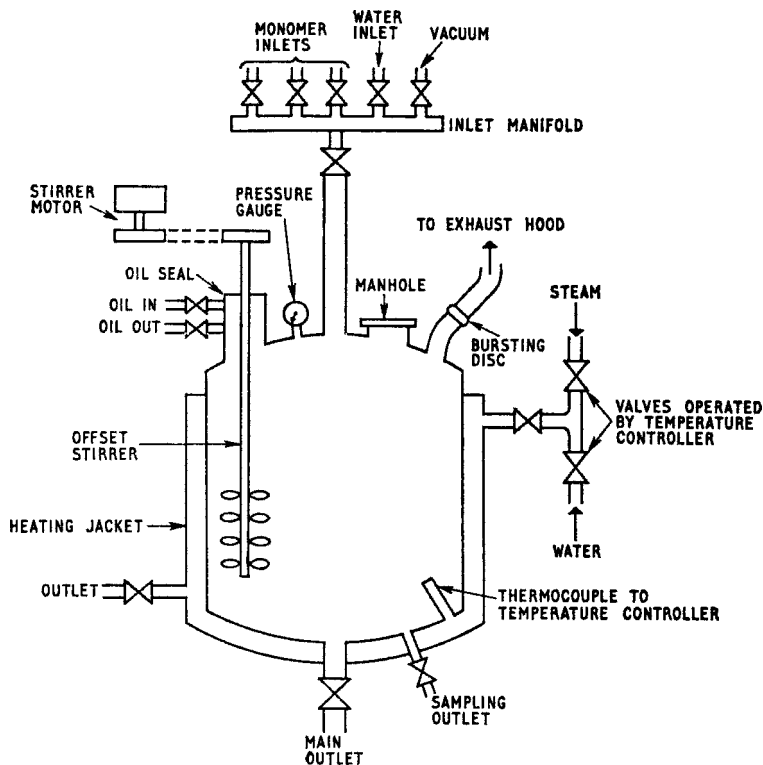 MONOMER
INLETS
WATER
INLET
VACUUM
INLET MANIFOLD
STIRRER
MOTOR
PRESSURE
GAUGE
TO EXHAUST HOOD
OIL SEAL
MANHOLE
STEAM
OIL IN
OIL OUT
BURSTING
DISC
VALVES OPERATED
BY TEMPERATURE
CONTROLLER
OFFSET
STIRRER
HEATING JACKET
WATER
OUTLET
THERMOCOUPLE TO
TEMPERATURE CONTROLLER
SAMPLING
OUTLET
MAIN
OUTLET